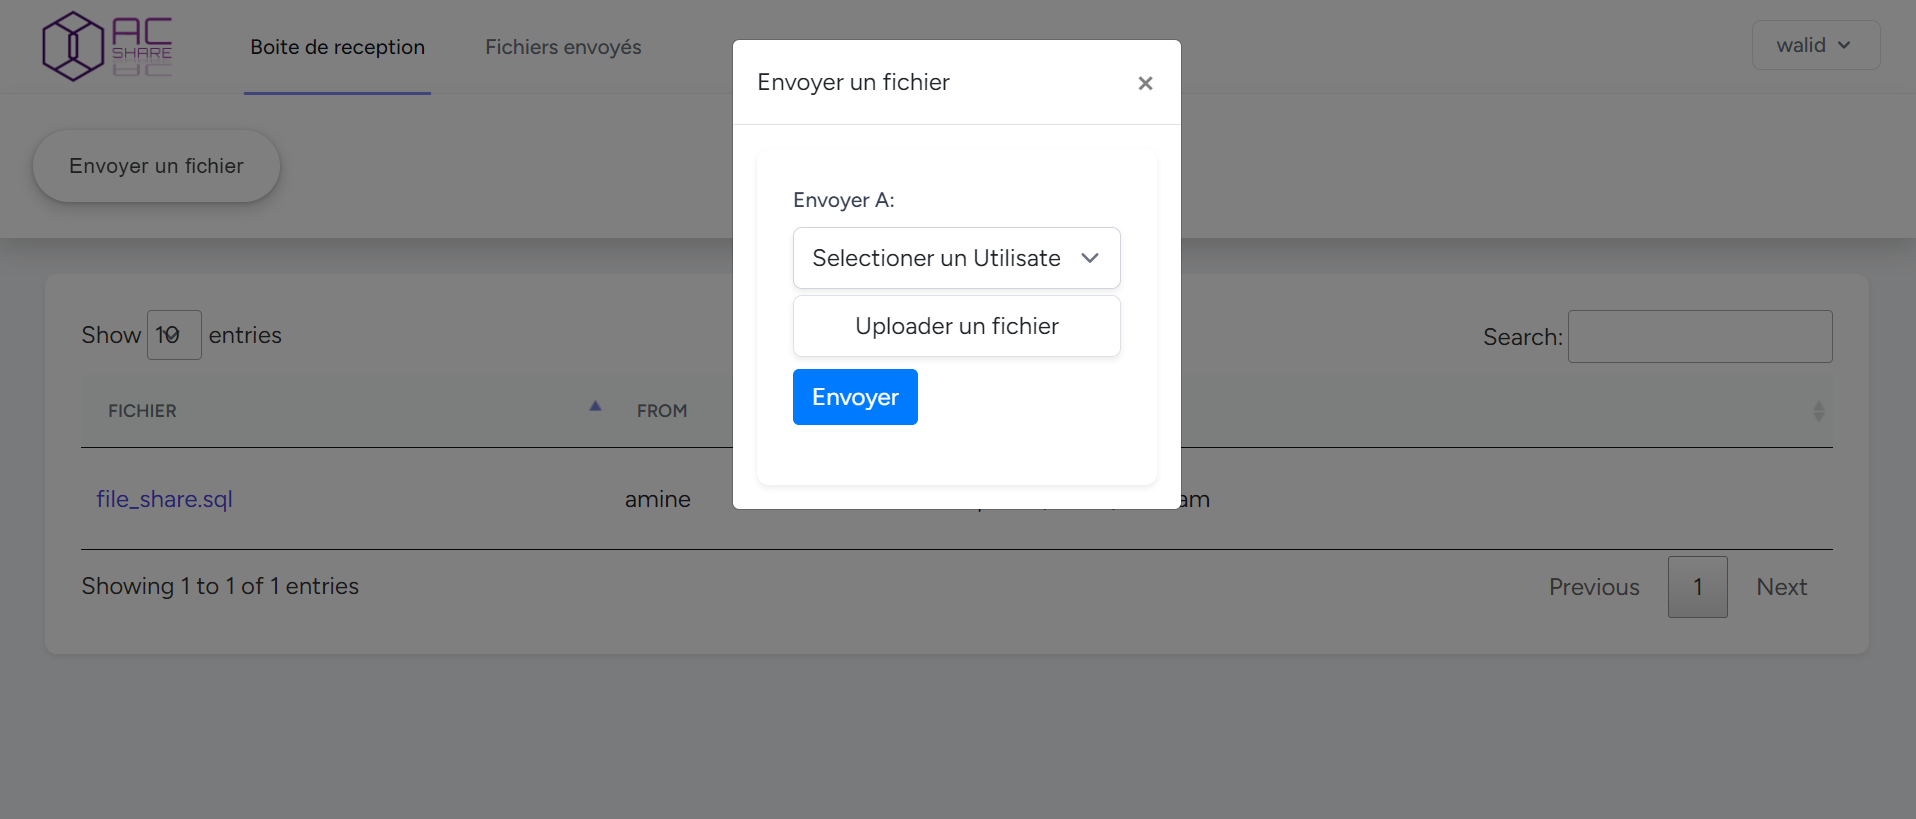 AC
SHARE
Boite de reception
Fichiers envoyés
walid
Envoyer un fichier
Envoyer un fichier
×
Envoyer A:
Selectioner un Utilisate
Uploader un fichier
Envoyer
Show 10 entries
Search:
FICHIER
FROM
file_share.sql
amine
am
Showing 1 to 1 of 1 entries
Previous
1
Next